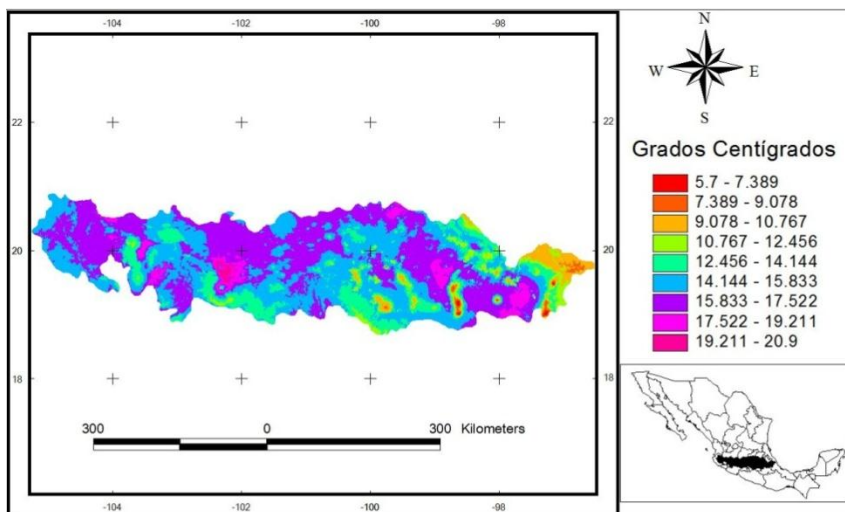 -104 -102 -100 -98
22 22
20 20
18 18
300 0 300 Kilometers
-104 -102 -100 -98
N
W E
S
Grados Centígrados
5.7 - 7.389
7.389 - 9.078
9.078 - 10.767
10.767 - 12.456
12.456 - 14.144
14.144 - 15.833
15.833 - 17.522
17.522 - 19.211
19.211 - 20.9